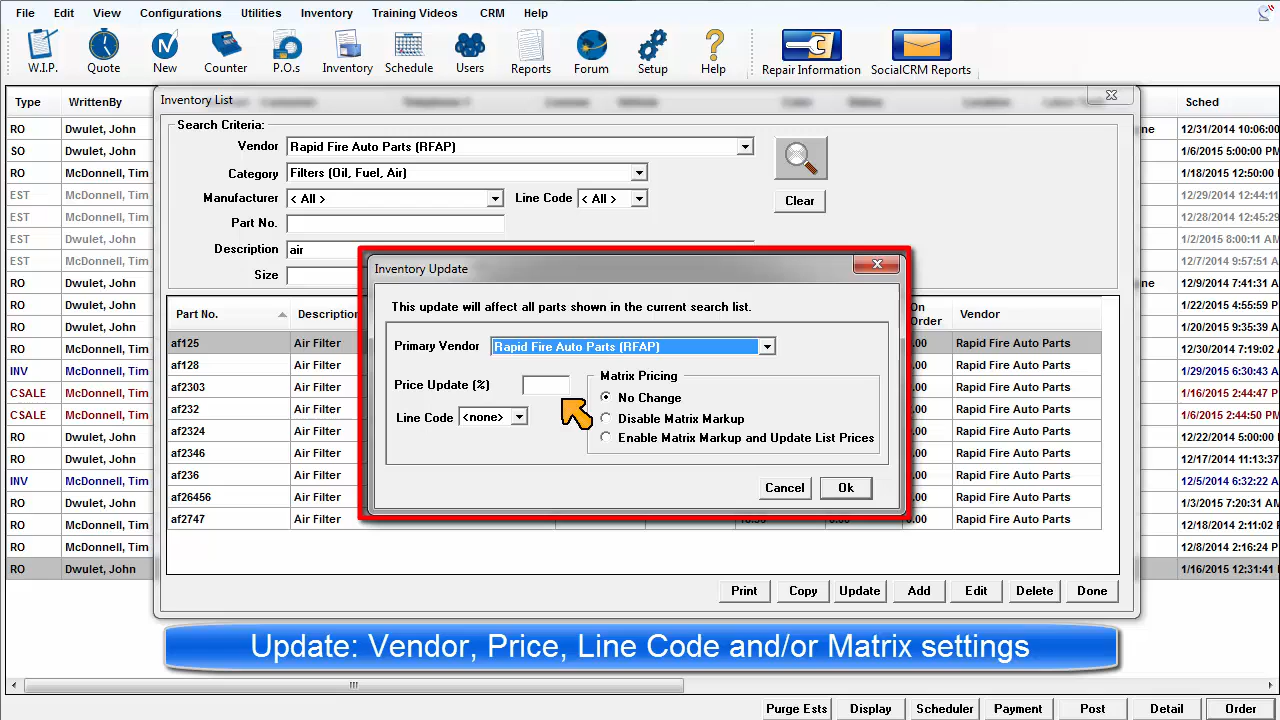 File Edit View Configurations Utilities Inventory Training Videos CRM Help
W.I.P. Quote New Counter P.O.s Inventory Schedule Users Reports Forum Setup Help Repair Information SocialCRM Reports
Type WrittenBy Sched
Inventory List
Search Criteria:
Vendor Rapid Fire Auto Parts (RFAP)
Category Filters (Oil, Fuel, Air)
Manufacturer < All > Line Code < All >
Clear
Part No.
Description air
Size
RO Dwulet, John ne 12/31/2014 10:06:00
SO Dwulet, John 1/6/2015 5:00:00 PM
RO McDonnell, Tim 1/18/2015 12:50:00
EST McDonnell, Tim 12/29/2014 12:44:11
EST McDonnell, Tim 12/28/2014 12:45:29
EST McDonnell, Tim ne 1/2/2015 8:00:11 AM
EST McDonnell, Tim 12/7/2014 9:57:51
RO Dwulet, John ne 12/9/2014 7:41:31
RO Dwulet, John 1/22/2015 4:55:59
RO Dwulet, John 1/20/2015 9:35:39
RO McDonnell, Tim 12/30/2014 7:19:02
INV McDonnell, Tim 1/29/2015 6:30:43
CSALE McDonnell, Tim 1/16/2015 2:44:47
CSALE McDonnell, Tim 1/6/2015 2:44:50
RO Dwulet, John 1/22/2015 5:00:00
RO McDonnell, Tim 12/17/2014 11:13:37
INV McDonnell, Tim 12/5/2014 6:32:22
RO Dwulet, John 1/3/2015 7:20:31
RO Dwulet, John 12/18/2014 2:11:02
RO McDonnell, Tim 12/8/2014 2:16:24
RO Dwulet, John 1/16/2015 12:31:41
Part No. Description On Order Vendor
af125 Air Filter Rapid Fire Auto Parts
af128 Air Filter Rapid Fire Auto Parts
af2303 Air Filter Rapid Fire Auto Parts
af232 Air Filter Rapid Fire Auto Parts
af2324 Air Filter Rapid Fire Auto Parts
af2346 Air Filter Rapid Fire Auto Parts
af236 Air Filter Rapid Fire Auto Parts
af26456 Air Filter Rapid Fire Auto Parts
af2747 Air Filter Rapid Fire Auto Parts
Inventory Update
This update will affect all parts shown in the current search list.
Primary Vendor Rapid Fire Auto Parts (RFAP)
Price Update (%)
Line Code <none>
Matrix Pricing
No Change
Disable Matrix Markup
Enable Matrix Markup and Update List Prices
Cancel Ok
Print Copy Update Add Edit Delete Done
Update: Vendor, Price, Line Code and/or Matrix settings
Purge Ests Display Scheduler Payment Post Detail Order